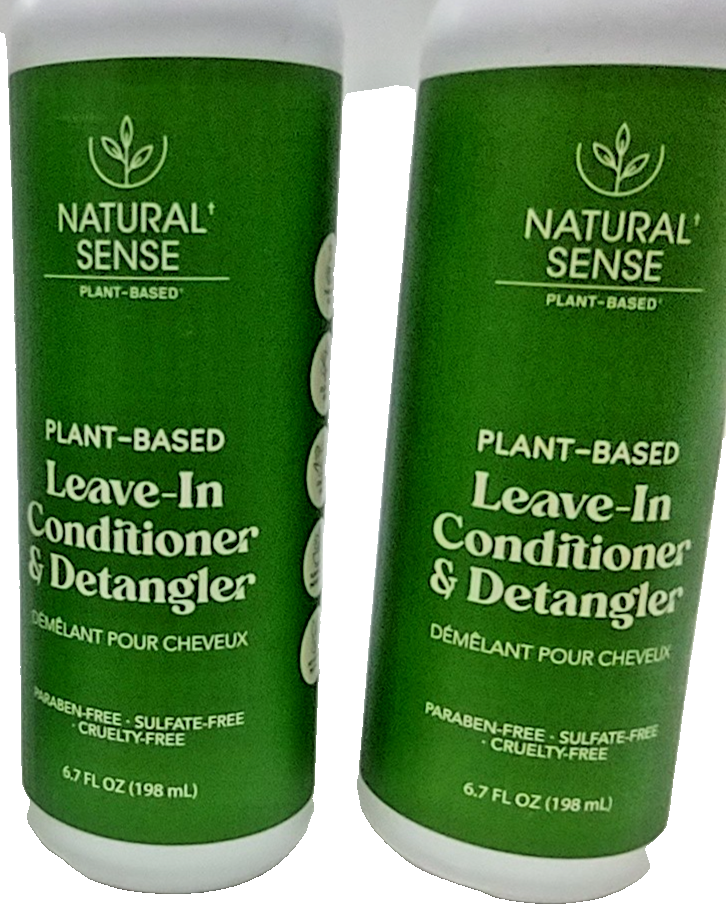 NATURAL†
SENSE
PLANT-BASED
PLANT-BASED
Leave-In
Conditioner
& Detangler
DÉMÊLANT POUR CHEVEUX
PARABEN-FREE · SULFATE-FREE
· CRUELTY-FREE
6.7 FL OZ (198 mL)
NATURAL†
SENSE
PLANT-BASED
PLANT-BASED
Leave-In
Conditioner
& Detangler
DÉMÊLANT POUR CHEVEUX
PARABEN-FREE · SULFATE-FREE
· CRUELTY-FREE
6.7 FL OZ (198 mL)